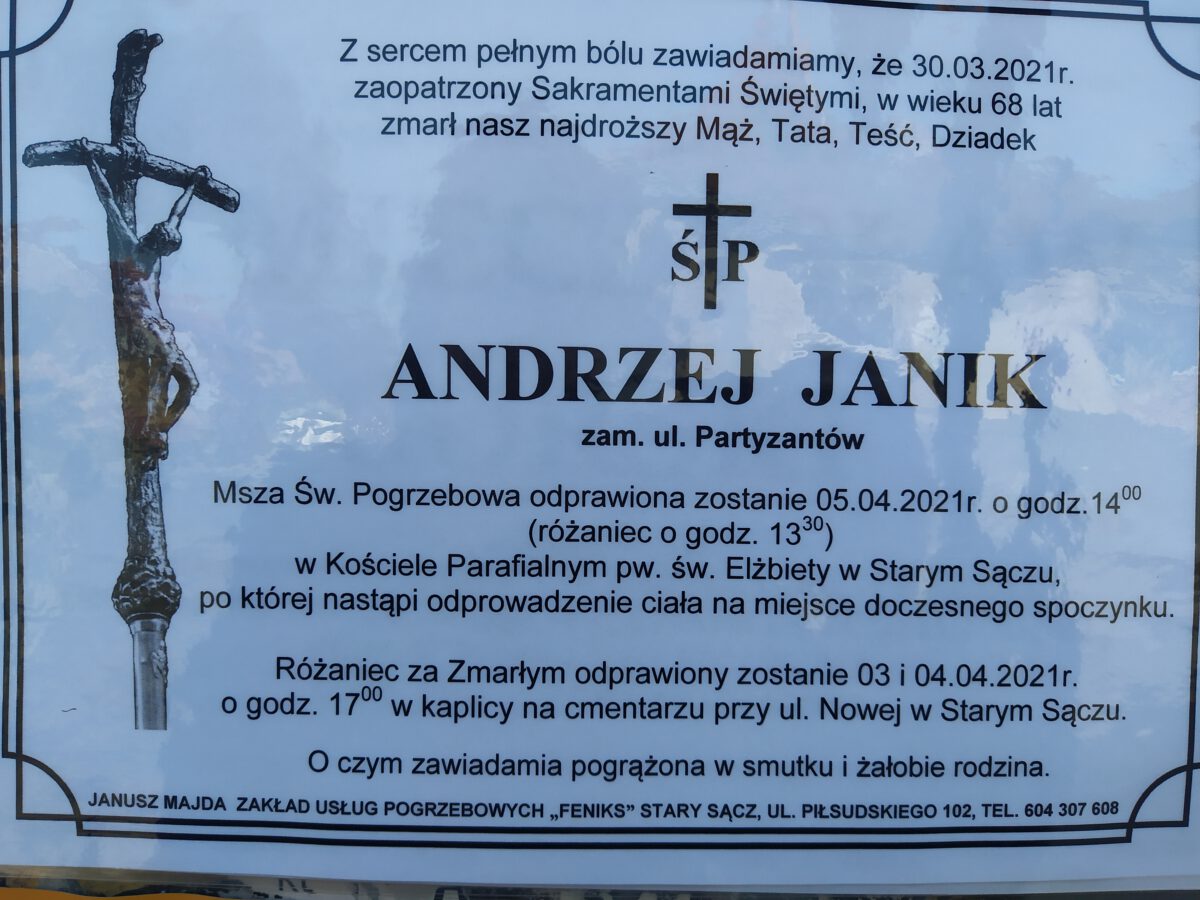 Z sercem pełnym bólu zawiadamiamy, że 30.03.2021r.
zaopatrzony Sakramentami Świętymi, w wieku 68 lat
zmarł nasz najdroższy Mąż, Tata, Teść, Dziadek
Ś P
ANDRZEJ JANIK
zam. ul. Partyzantów
Msza Św. Pogrzebowa odprawiona zostanie 05.04.2021r. o godz.14⁰⁰
(różaniec o godz. 13³⁰)
w Kościele Parafialnym pw. św. Elżbiety w Starym Sączu,
po której nastąpi odprowadzenie ciała na miejsce doczesnego spoczynku.
Różaniec za Zmarłym odprawiony zostanie 03 i 04.04.2021r.
o godz. 17⁰⁰ w kaplicy na cmentarzu przy ul. Nowej w Starym Sączu.
O czym zawiadamia pogrążona w smutku i żałobie rodzina.
JANUSZ MAJDA ZAKŁAD USŁUG POGRZEBOWYCH „FENIKS” STARY SĄCZ, UL. PIŁSUDSKIEGO 102, TEL. 604 307 608